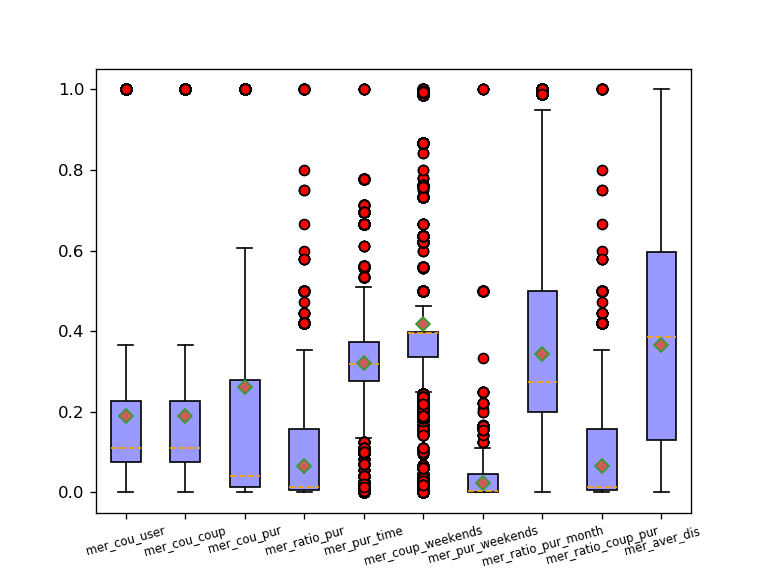 1.0
0.8
0.6
0.4
0.2
0.0
mer_cou_user
mer_cou_coup
mer_cou_pur
mer_ratio_pur
mer_pur_time
mer_coup_weekends
mer_pur_weekends
mer_ratio_pur_month
mer_ratio_coup_pur
mer_aver_dis